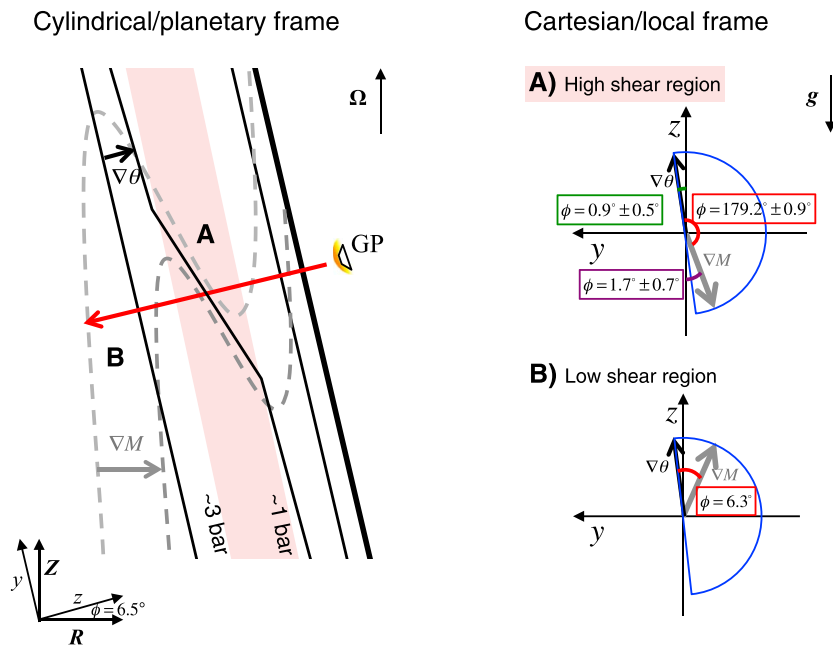 Cylindrical/planetary frame
Cartesian/local frame
Ω
∇θ
A
GP
B
∇M
~3 bar
~1 bar
y
Z
z
ϕ=6.5°
R
A) High shear region
g
z
∇θ
ϕ=0.9°±0.5°
ϕ=179.2°±0.9°
y
∇M
ϕ=1.7°±0.7°
B) Low shear region
z
∇θ
∇M
ϕ=6.3°
y